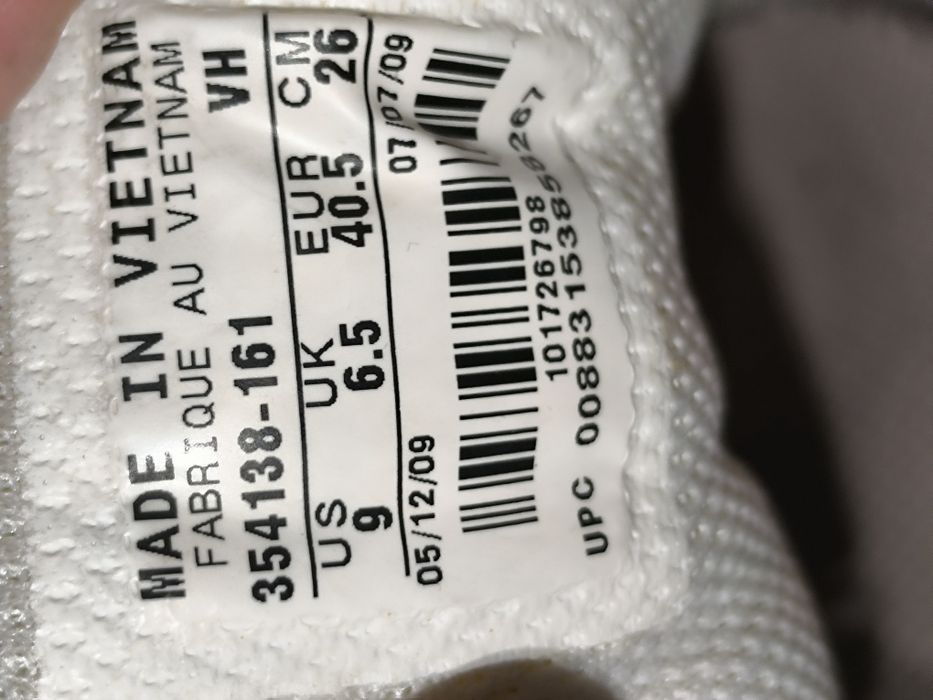 MADE IN VIETNAM
FABRIQUE AU VIETNAM
354138-161 VH
US UK EUR CM
9 6.5 40.5 26
05/12/09 07/07/09
101726798
UPC 00883153855267